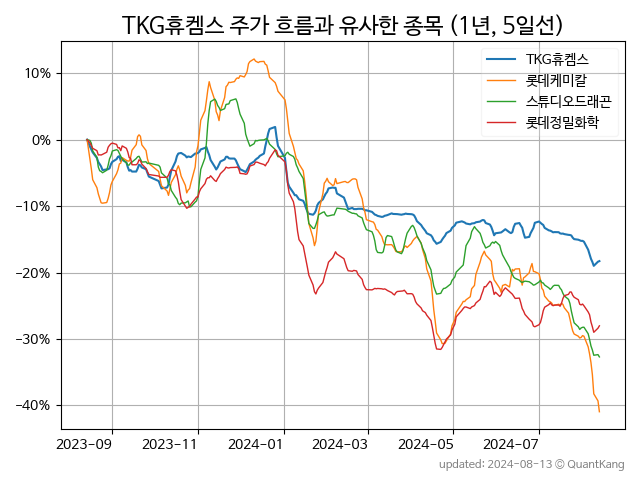 TKG휴켐스 주가 흐름과 유사한 종목 (1년, 5일선)
TKG휴켐스
롯데케미칼
스튜디오드래곤
롯데정밀화학
10%
0%
−10%
−20%
−30%
−40%
2023-09 2023-11 2024-01 2024-03 2024-05 2024-07
updated: 2024-08-13 © QuantKang